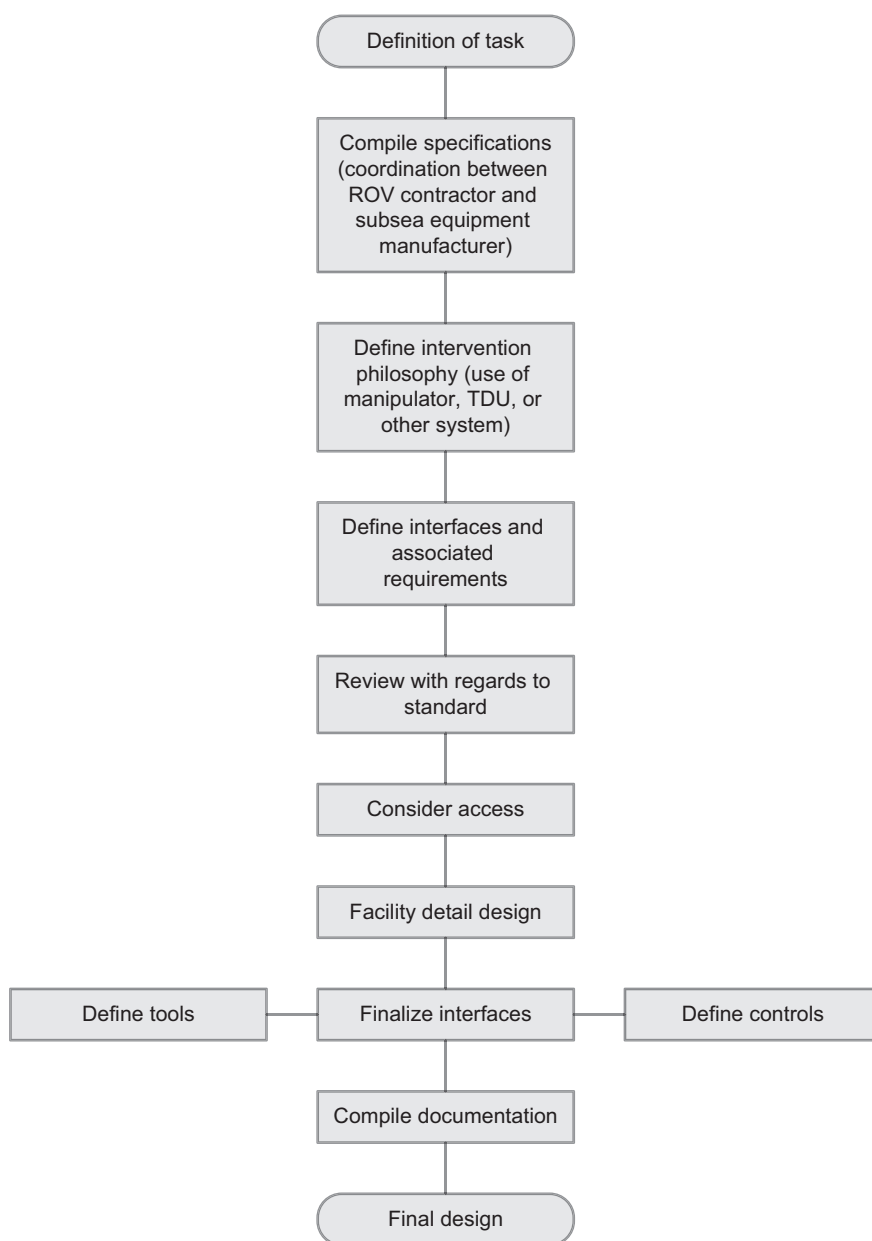 Definition of task
Compile specifications
(coordination between
ROV contractor and
subsea equipment
manufacturer)
Define intervention
philosophy (use of
manipulator, TDU, or
other system)
Define interfaces and
associated
requirements
Review with regards to
standard
Consider access
Facility detail design
Define tools
Finalize interfaces
Define controls
Compile documentation
Final design